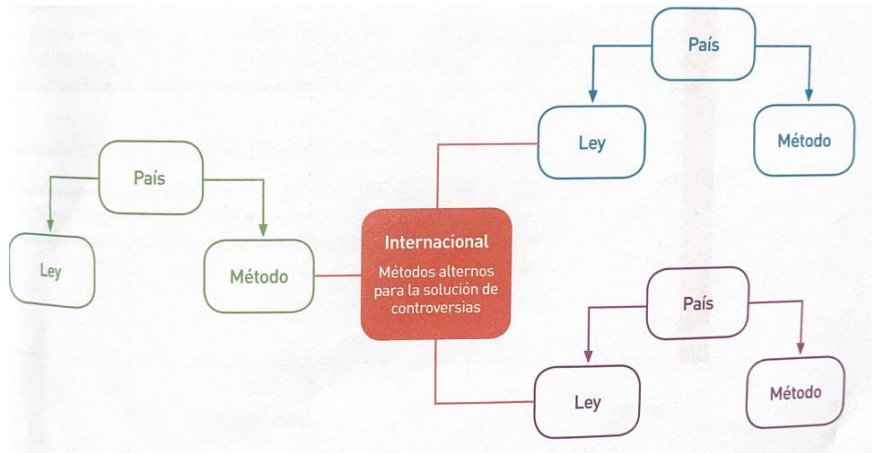 País
Ley
Método
País
Ley
Método
Internacional
Métodos alternos
para la solución de
controversias
País
Ley
Método